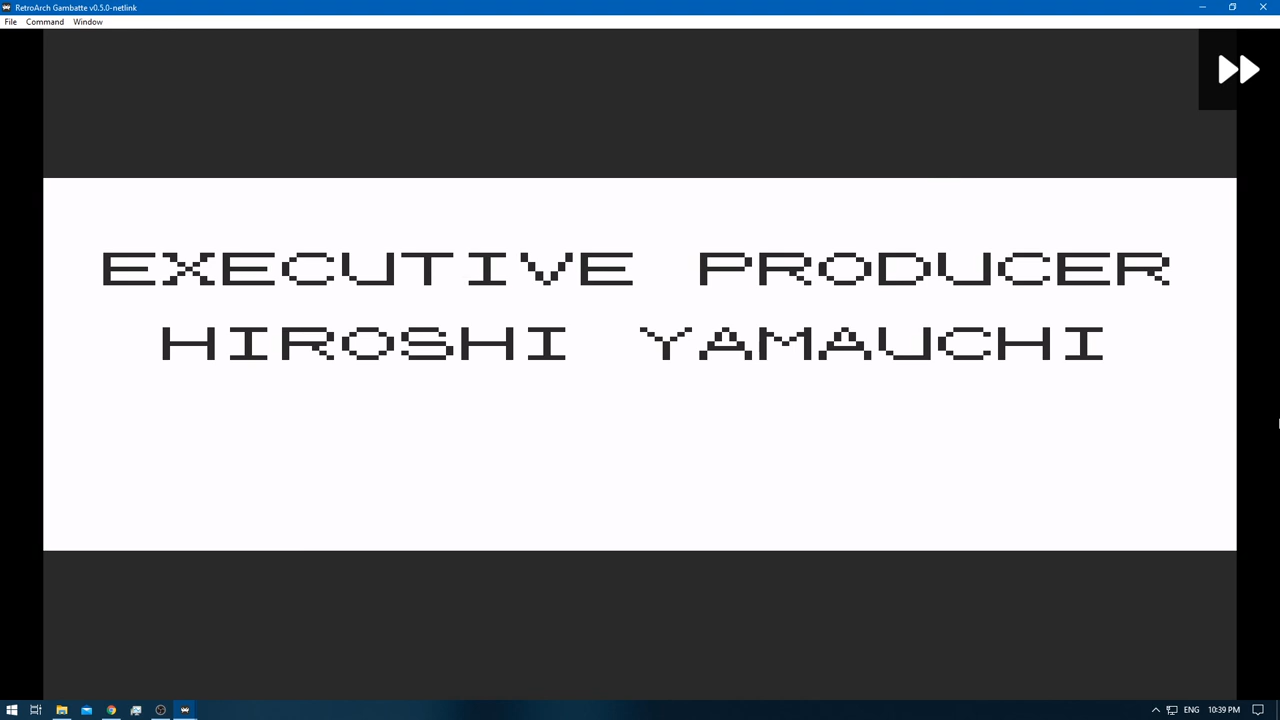 RetroArch Gambatte v0.5.0-netlink
File Command Window
EXECUTIVE PRODUCER
HIROSHI YAMAUCHI
ENG 10:39 PM